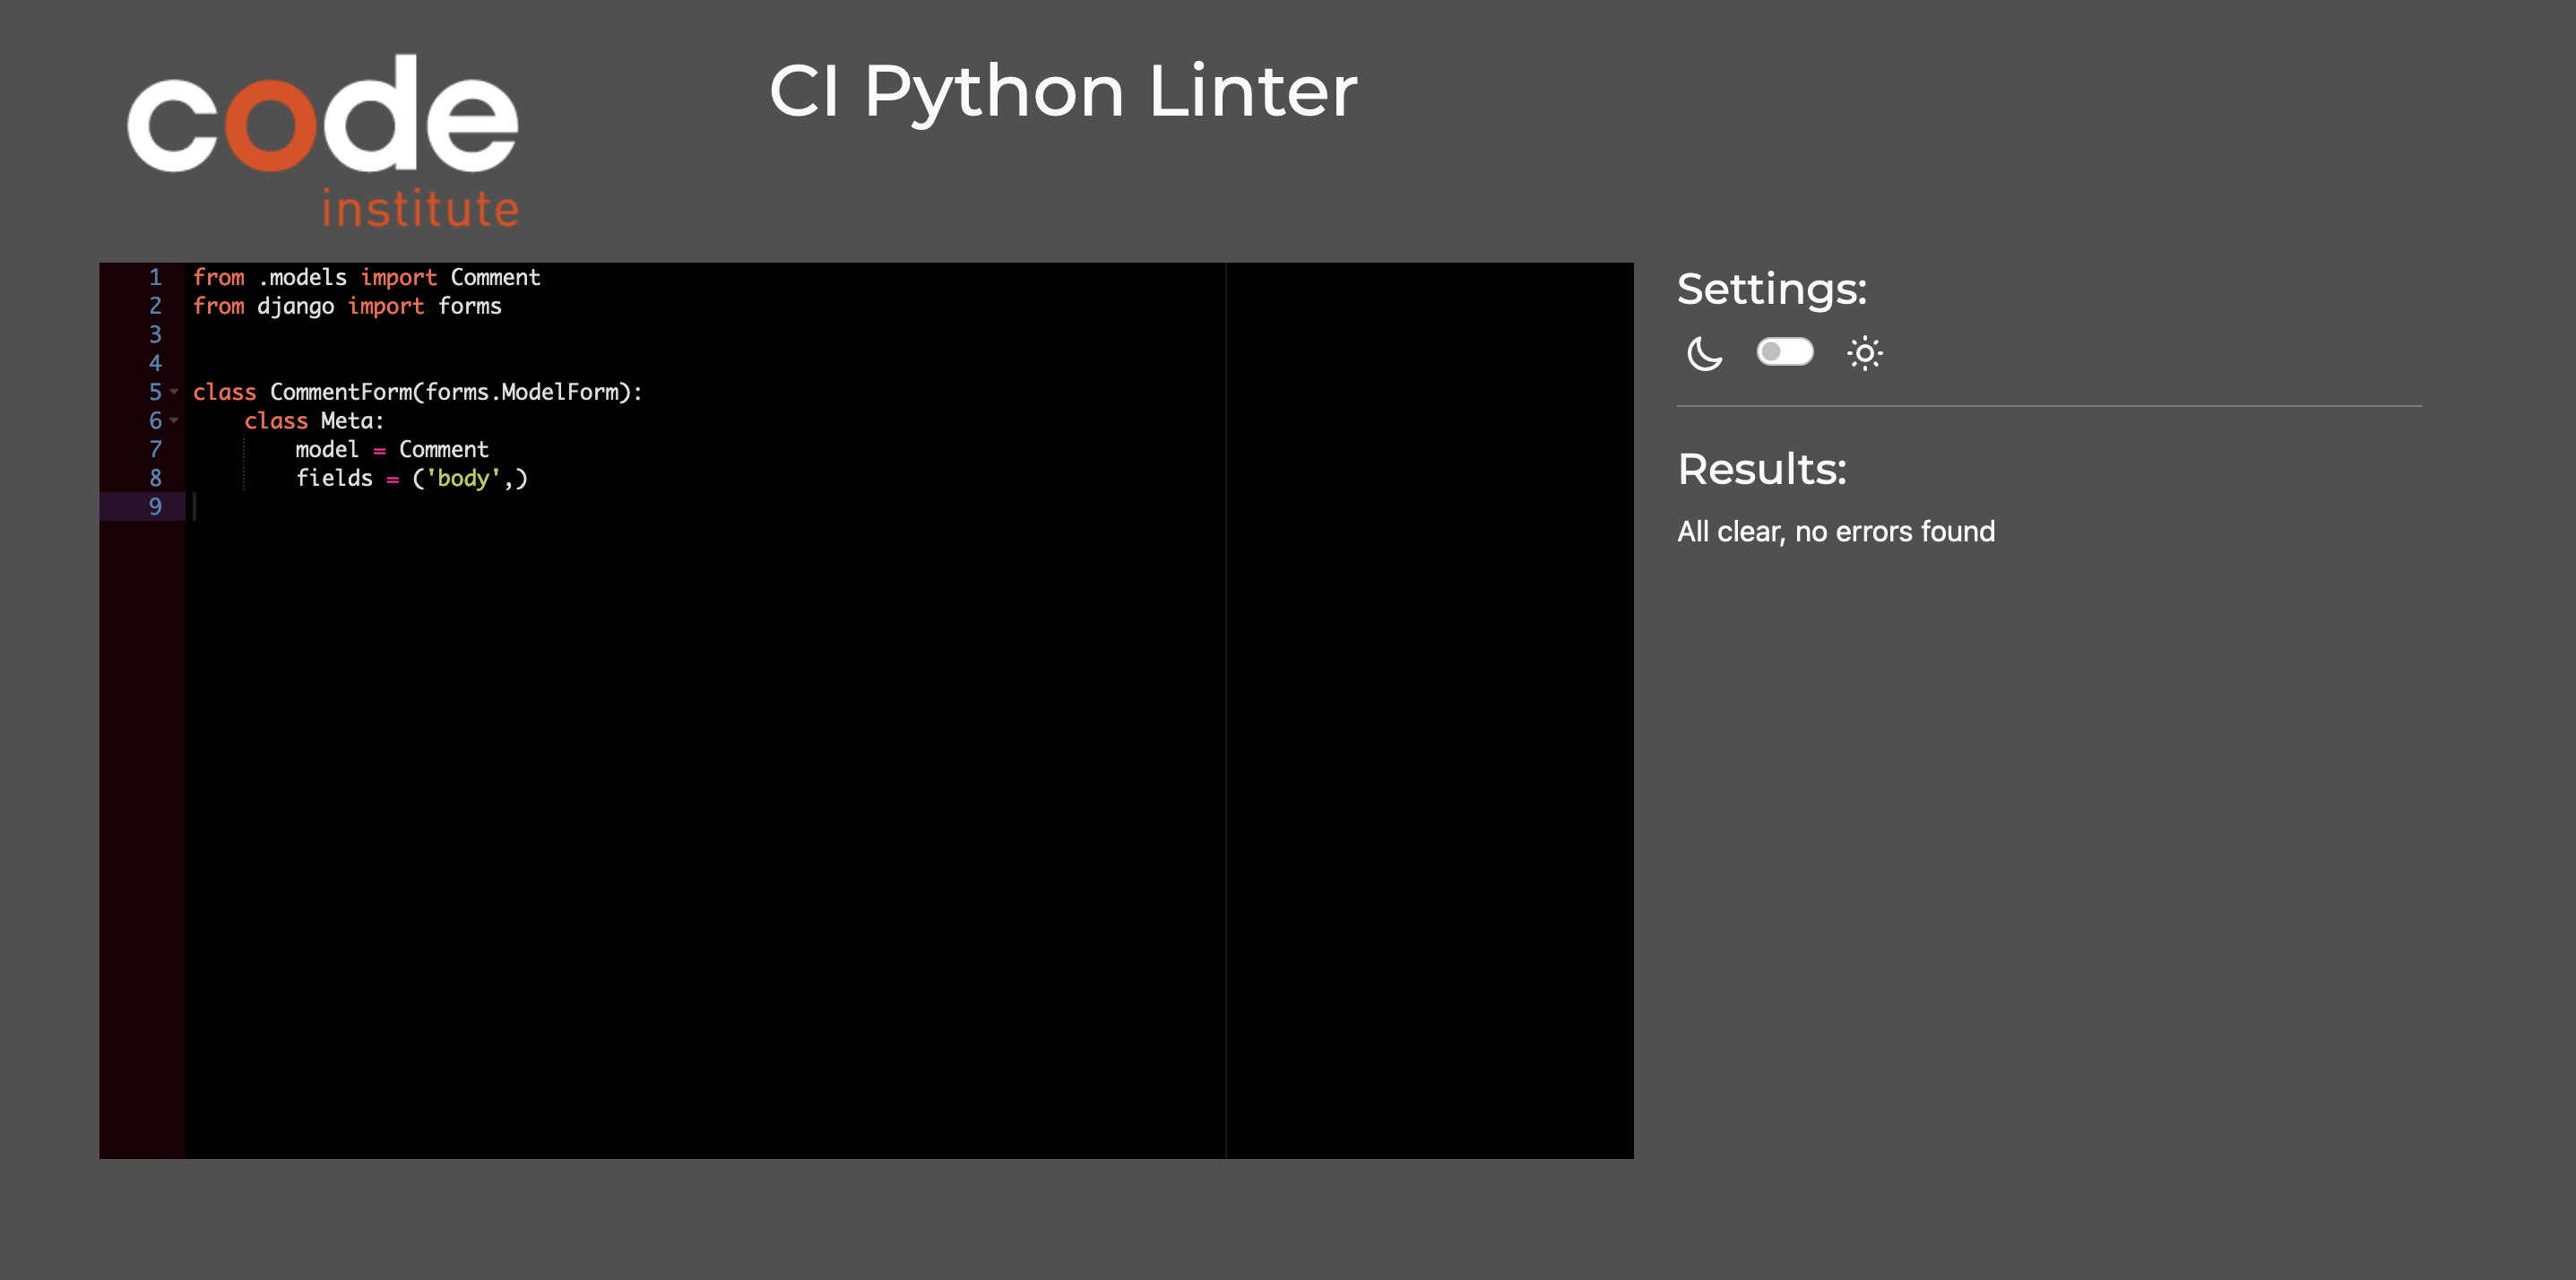 code
institute
CI Python Linter
1 from .models import Comment
2 from django import forms
3
4
5 class CommentForm(forms.ModelForm):
6     class Meta:
7         model = Comment
8         fields = ('body',)
9
Settings:
Results:
All clear, no errors found